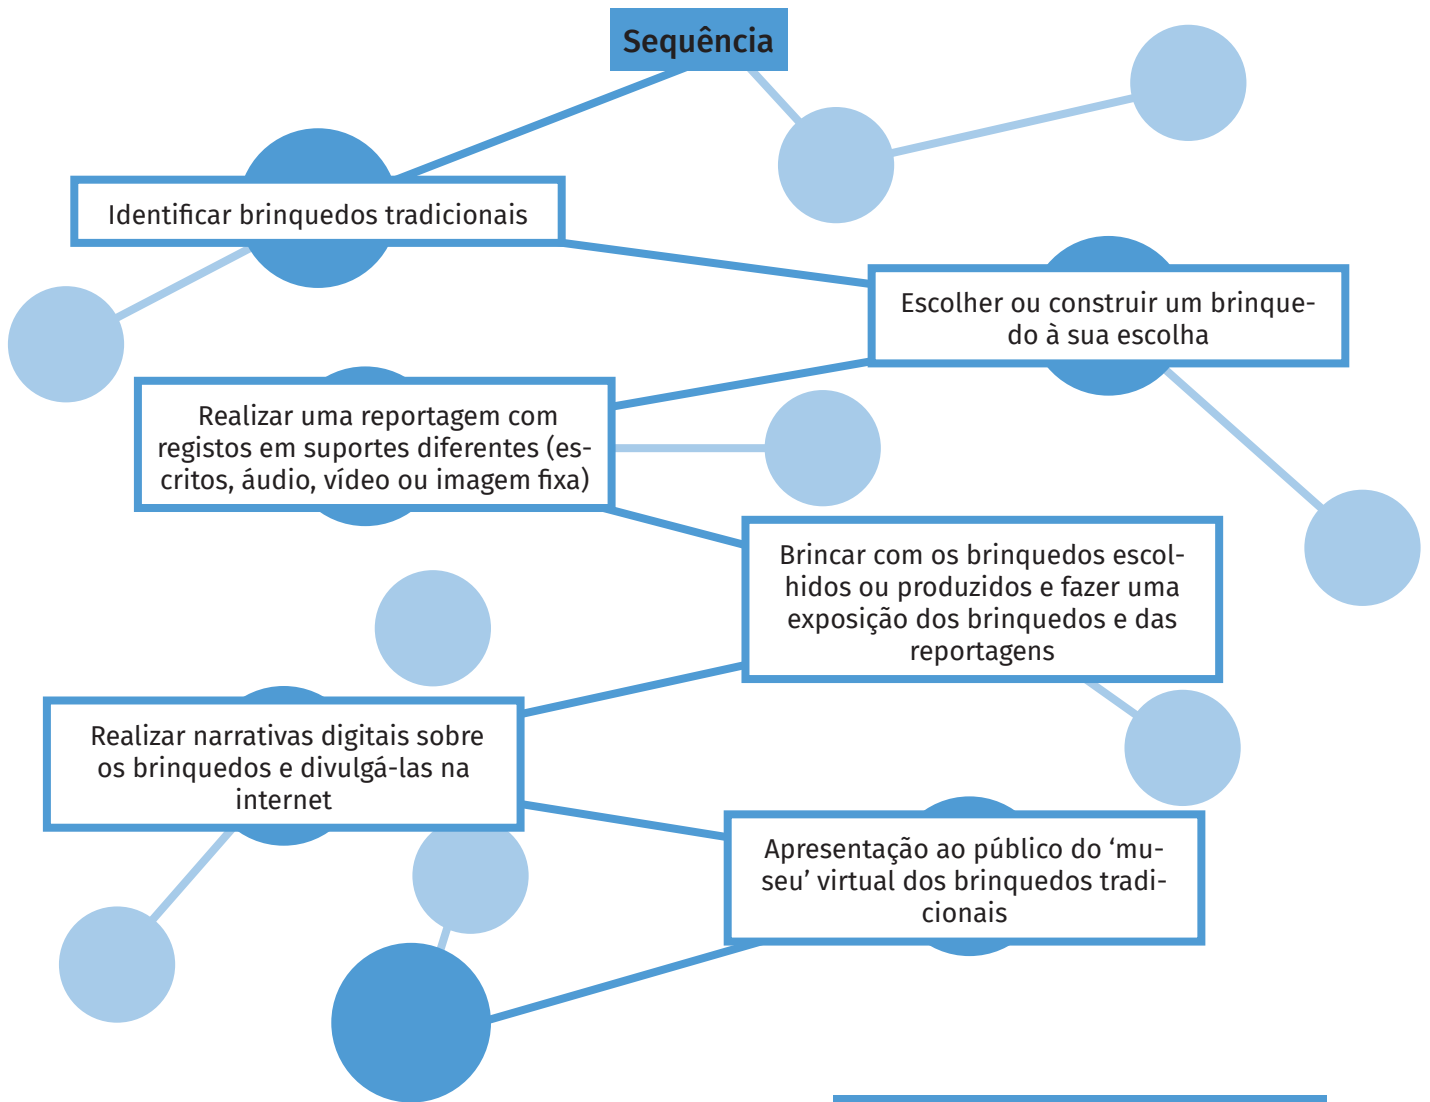 Sequência
Identificar brinquedos tradicionais
Escolher ou construir um brinque-
do à sua escolha
Realizar uma reportagem com
registos em suportes diferentes (es-
critos, áudio, vídeo ou imagem fixa)
Brincar com os brinquedos escol-
hidos ou produzidos e fazer uma
exposição dos brinquedos e das
reportagens
Realizar narrativas digitais sobre
os brinquedos e divulgá-las na
internet
Apresentação ao público do ‘mu-
seu’ virtual dos brinquedos tradi-
cionais